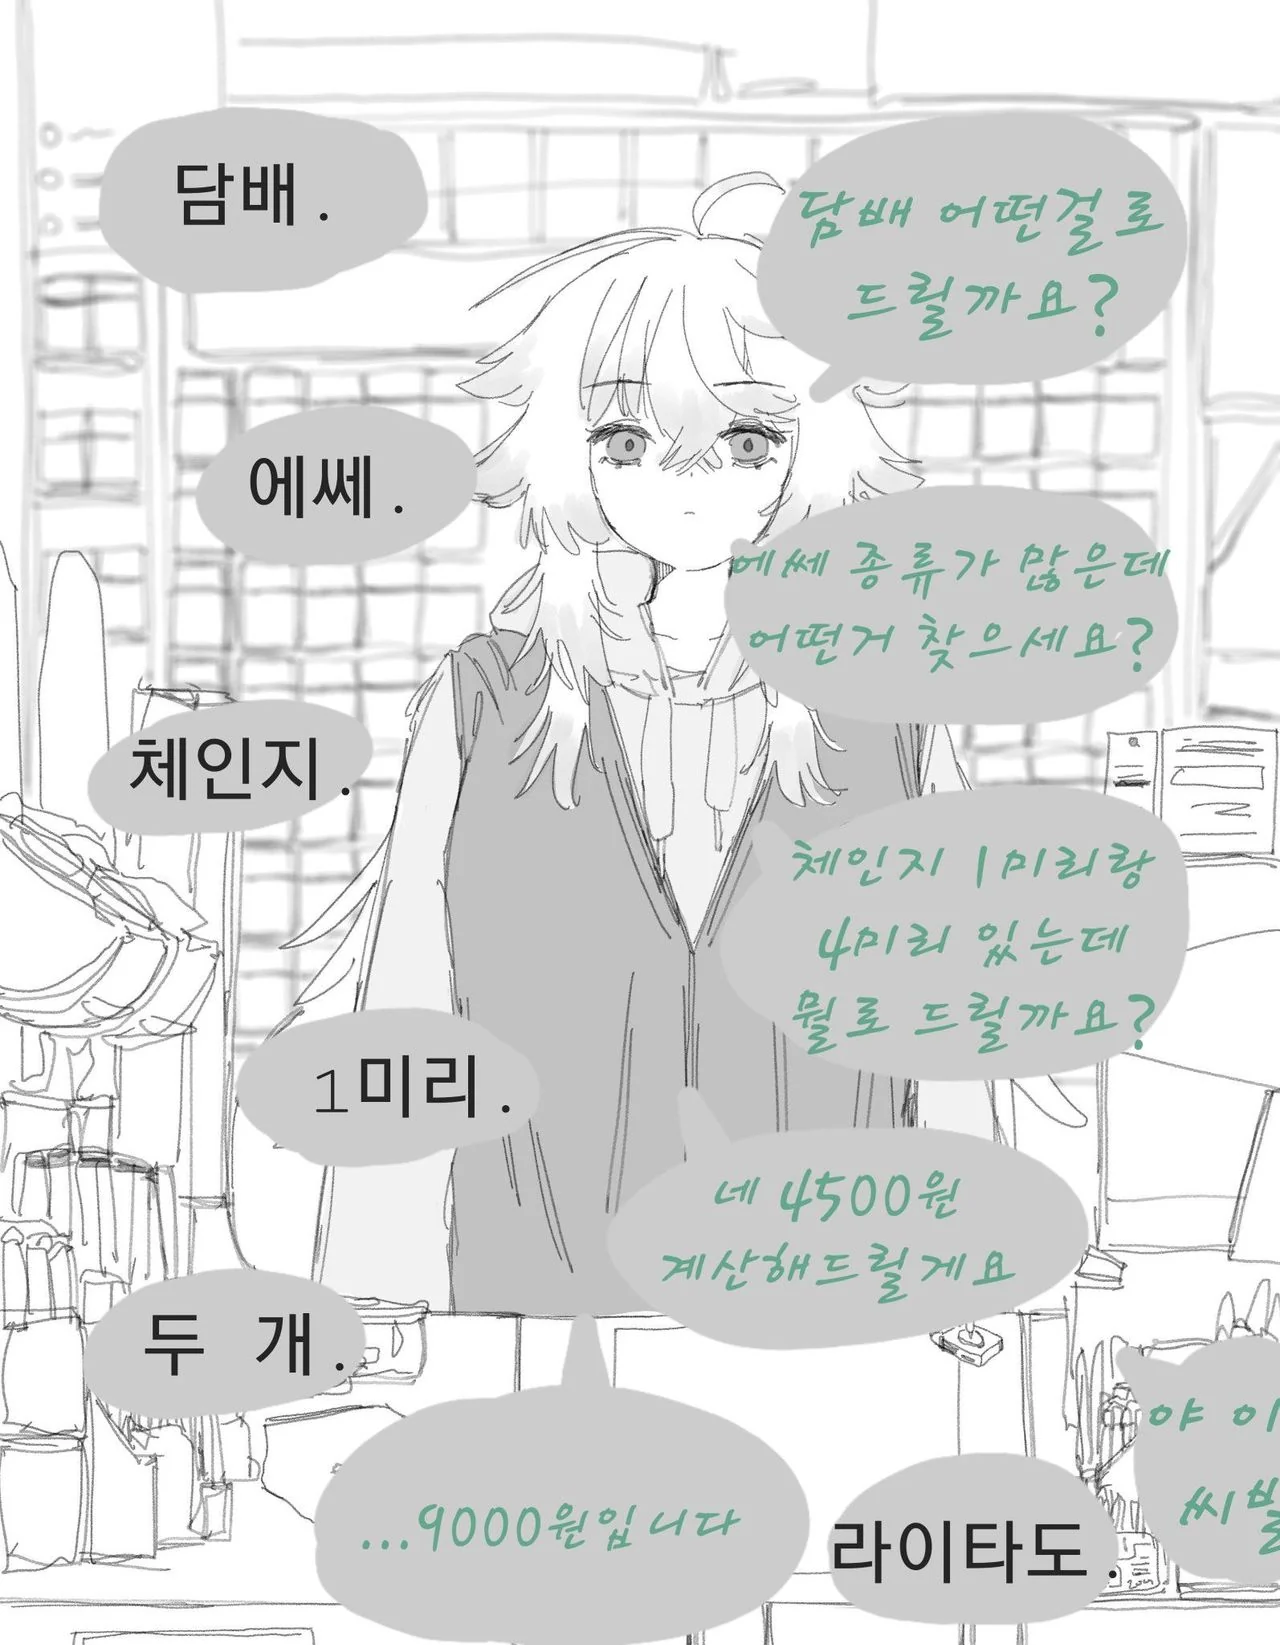 담배.
담배 어떤걸로
드릴까요?
에쎄.
에쎄 종류가 많은데
어떤거 찾으세요?
체인지.
체인지 1미리랑
4미리 있는데
뭘로 드릴까요?
1미리.
네 4500원
계산해드릴게요
두 개.
...9000원입니다
라이타도.
야 이
씨발